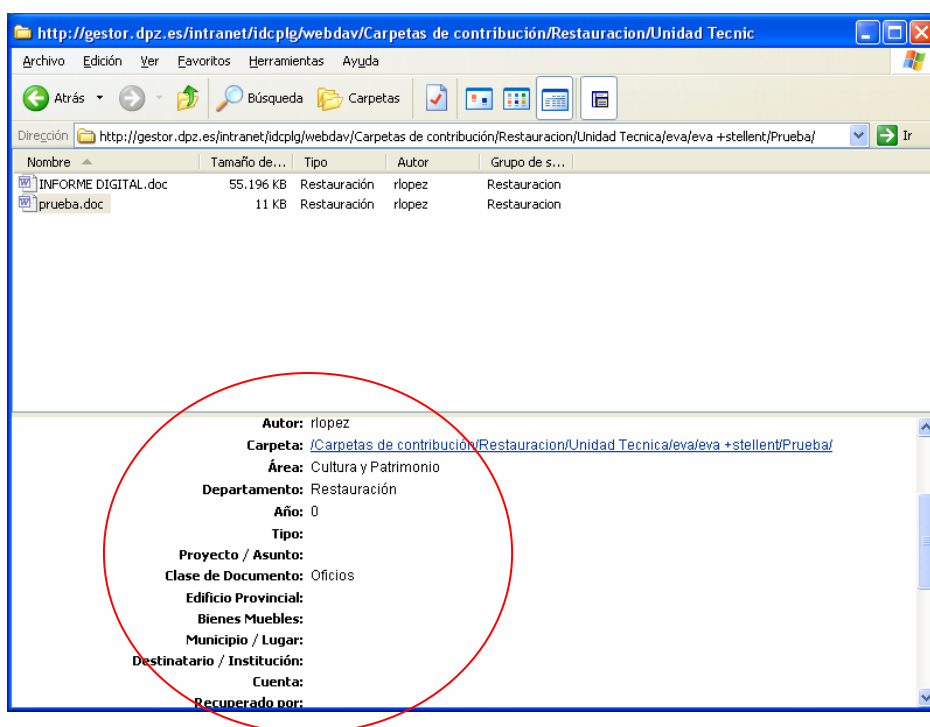 http://gestor.dpz.es/intranet/idcplg/webdav/Carpetas de contribución/Restauracion/Unidad Tecnic
Archivo Edición Ver Favoritos Herramientas Ayuda
Atrás Búsqueda Carpetas
Dirección http://gestor.dpz.es/intranet/idcplg/webdav/Carpetas de contribución/Restauracion/Unidad Tecnica/eva/eva +stellent/Prueba/ Ir
Nombre Tamaño de... Tipo Autor Grupo de s...
INFORME DIGITAL.doc 55.196 KB Restauración rlopez Restauracion
prueba.doc 11 KB Restauración rlopez Restauracion
Autor: rlopez
Carpeta: /Carpetas de contribución/Restauracion/Unidad Tecnica/eva/eva +stellent/Prueba/
Área: Cultura y Patrimonio
Departamento: Restauración
Año: 0
Tipo:
Proyecto / Asunto:
Clase de Documento: Oficios
Edificio Provincial:
Bienes Muebles:
Municipio / Lugar:
Destinatario / Institución:
Cuenta:
Recuperado por: